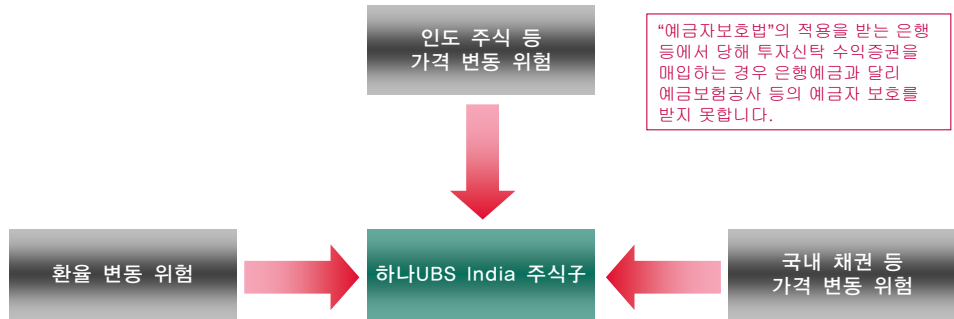 인도 주식 등
가격 변동 위험
“예금자보호법”의 적용을 받는 은행
등에서 당해 투자신탁 수익증권을
매입하는 경우 은행예금과 달리
예금보험공사 등의 예금자 보호를
받지 못합니다.
환율 변동 위험
하나UBS India 주식子
국내 채권 등
가격 변동 위험